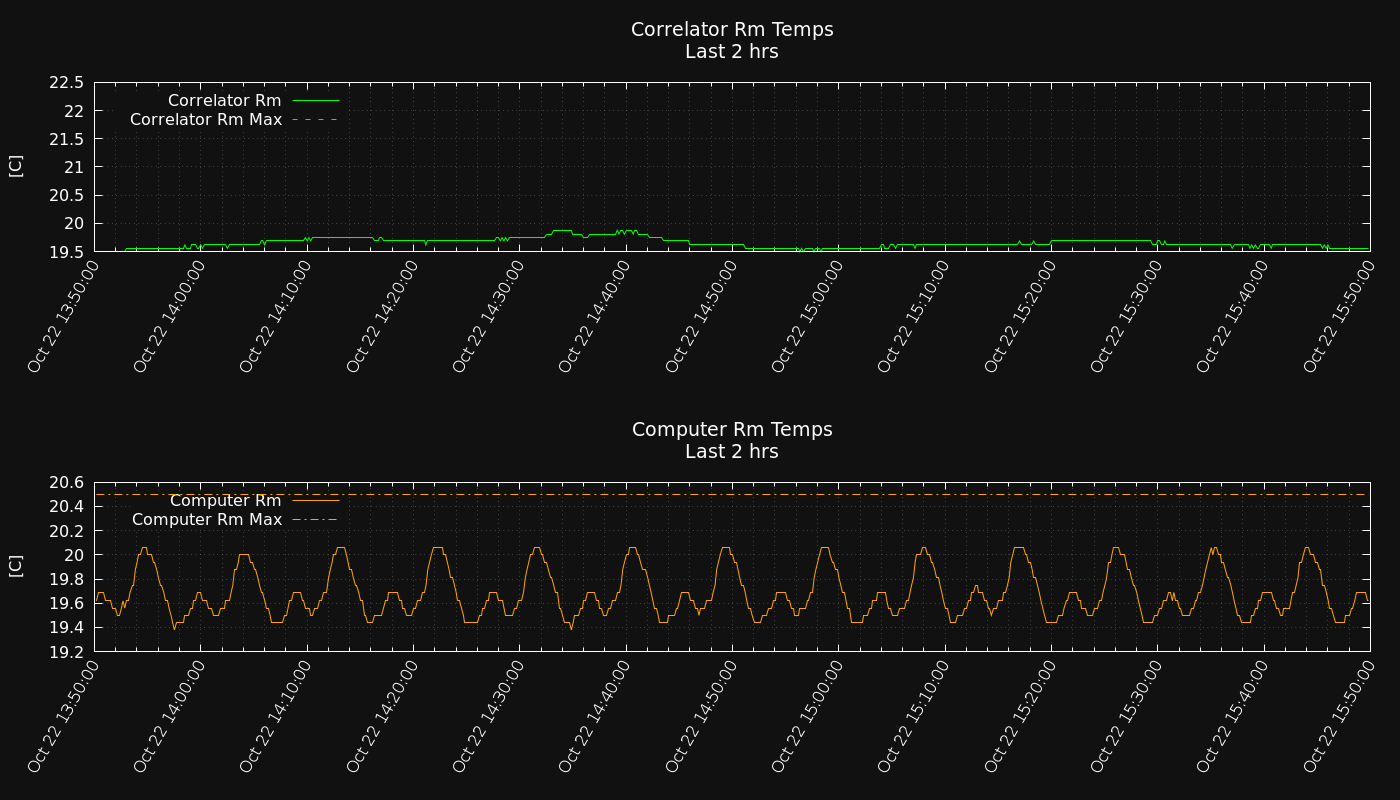 Correlator Rm Temps
Last 2 hrs
22.5
22
21.5
21
20.5
20
19.5
[C]
Correlator Rm
Correlator Rm Max
Oct 22 13:50:00
Oct 22 14:00:00
Oct 22 14:10:00
Oct 22 14:20:00
Oct 22 14:30:00
Oct 22 14:40:00
Oct 22 14:50:00
Oct 22 15:00:00
Oct 22 15:10:00
Oct 22 15:20:00
Oct 22 15:30:00
Oct 22 15:40:00
Oct 22 15:50:00
Computer Rm Temps
Last 2 hrs
20.6
20.4
20.2
20
19.8
19.6
19.4
19.2
[C]
Computer Rm
Computer Rm Max
Oct 22 13:50:00
Oct 22 14:00:00
Oct 22 14:10:00
Oct 22 14:20:00
Oct 22 14:30:00
Oct 22 14:40:00
Oct 22 14:50:00
Oct 22 15:00:00
Oct 22 15:10:00
Oct 22 15:20:00
Oct 22 15:30:00
Oct 22 15:40:00
Oct 22 15:50:00